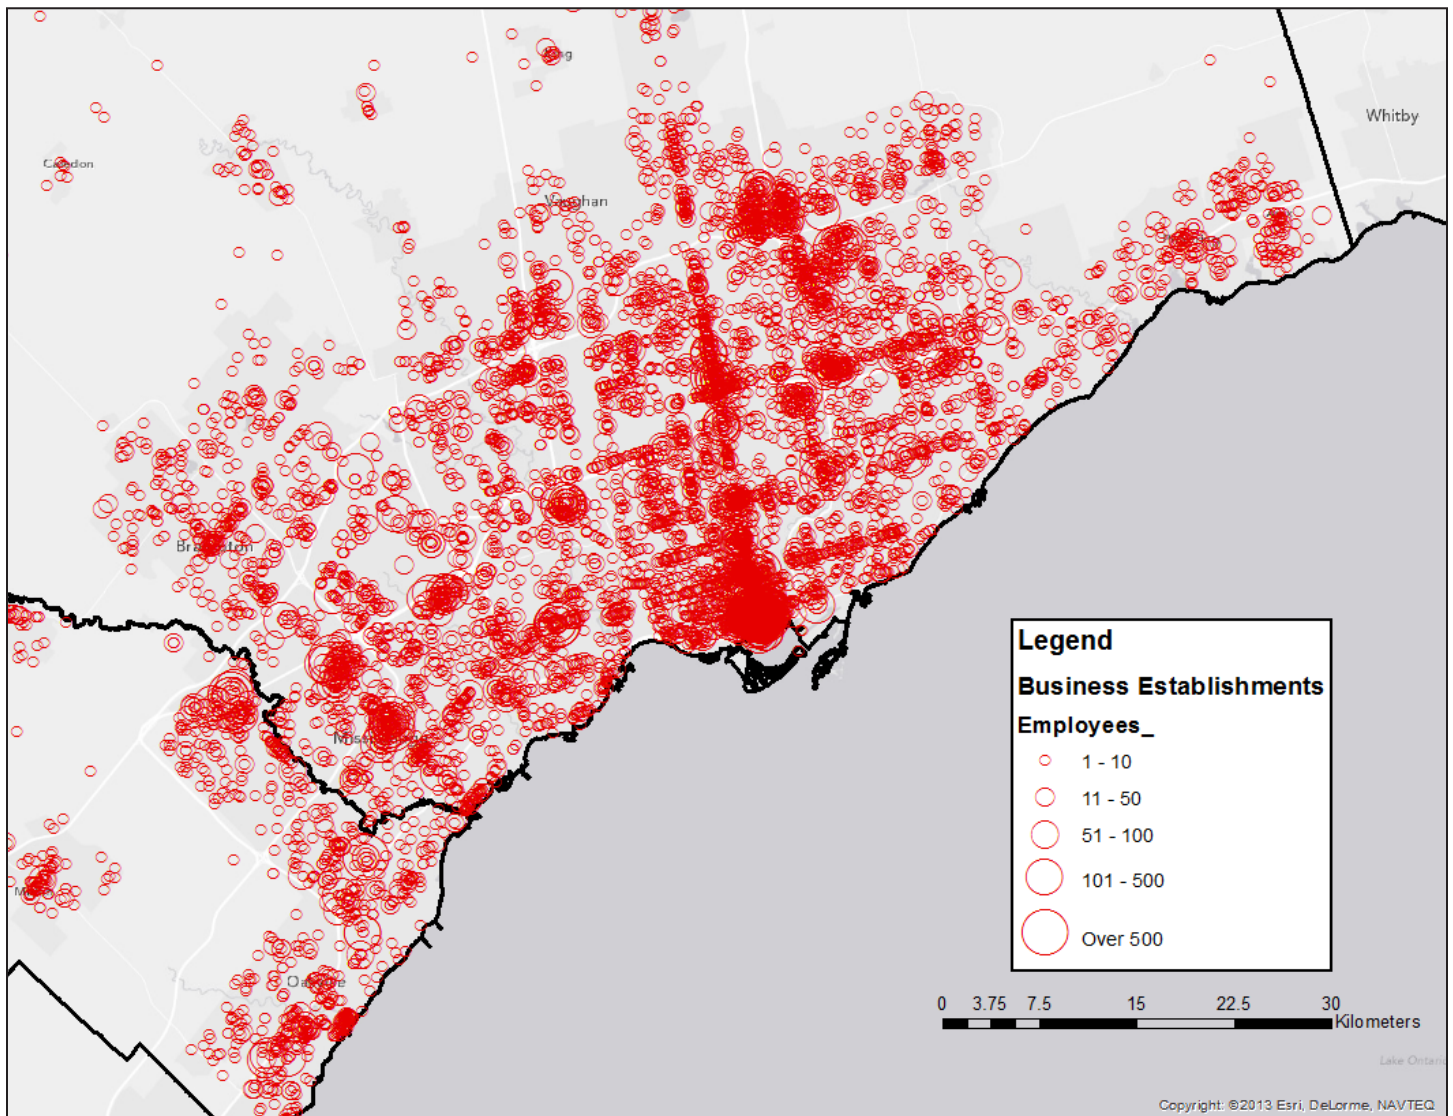 Whitby
Vaughan
Legend
Business Establishments
Employees_
1 - 10
11 - 50
51 - 100
101 - 500
Over 500
0 3.75 7.5 15 22.5 30
Kilometers
Copyright: ©2013 Esri, DeLorme, NAVTEQ